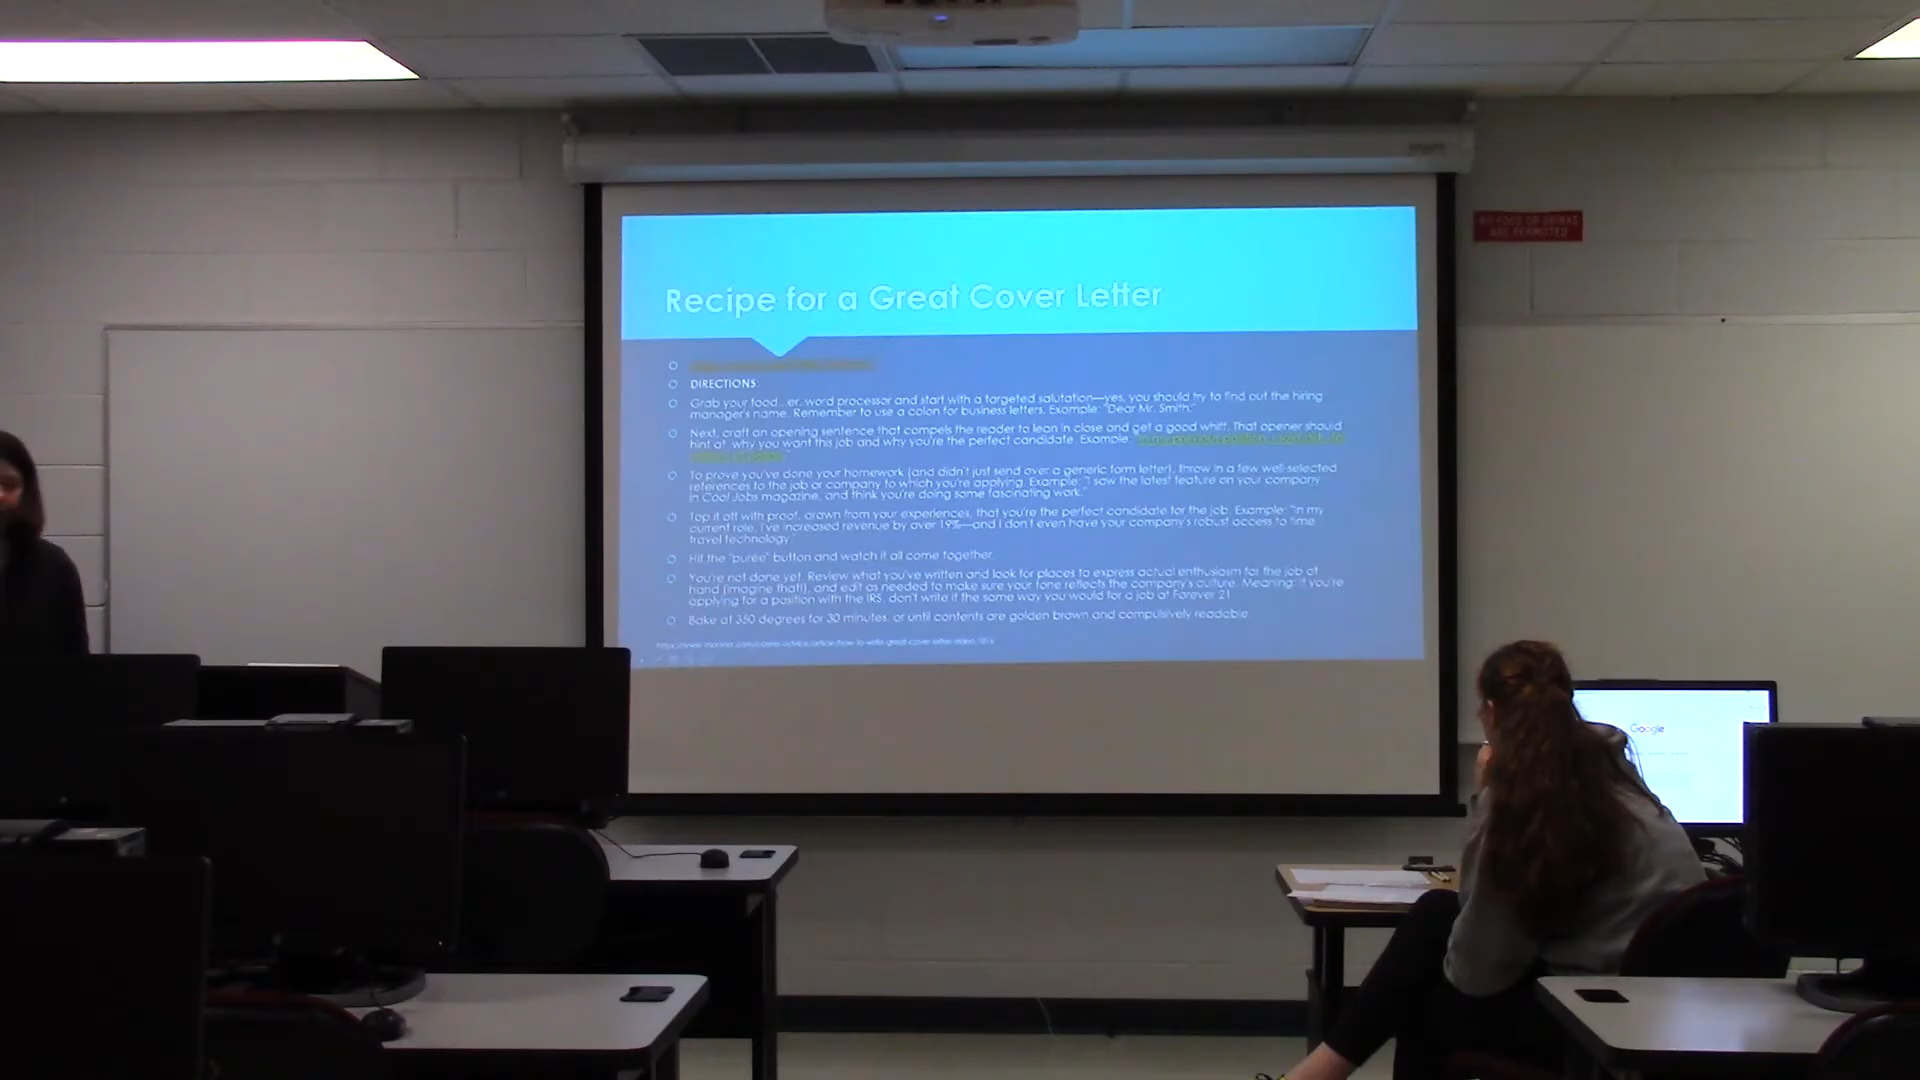 NO FOOD OR DRINKS
ARE PERMITTED
Recipe for a Great Cover Letter
DIRECTIONS:
Grab your food...er, word processor and start with a targeted salutation—yes, you should try to find out the hiring
manager's name. Remember to use a colon for business letters. Example: "Dear Mr. Smith:"
Next, craft an opening sentence that compels the reader to lean in close and get a good whiff. That opener should
hint at why you want this job and why you're the perfect candidate. Example:
To prove you've done your homework (and didn't just send over a generic form letter), throw in a few well-selected
references to the job or company to which you're applying. Example: "I saw the latest feature on your company
in Cool Jobs magazine, and think you're doing some fascinating work."
Top it off with proof, drawn from your experiences, that you're the perfect candidate for the job. Example: "In my
current role, I've increased revenue by over 19%—and I don't even have your company's robust access to time
travel technology."
Hit the "puree" button and watch it all come together.
You're not done yet. Review what you've written and look for places to express actual enthusiasm for the job at
hand (imagine that!), and edit as needed to make sure your tone reflects the company's culture. Meaning: if you're
applying for a position with the IRS, don't write it the same way you would for a job at Forever 21.
Bake at 350 degrees for 30 minutes, or until contents are golden brown and compulsively readable.
Google